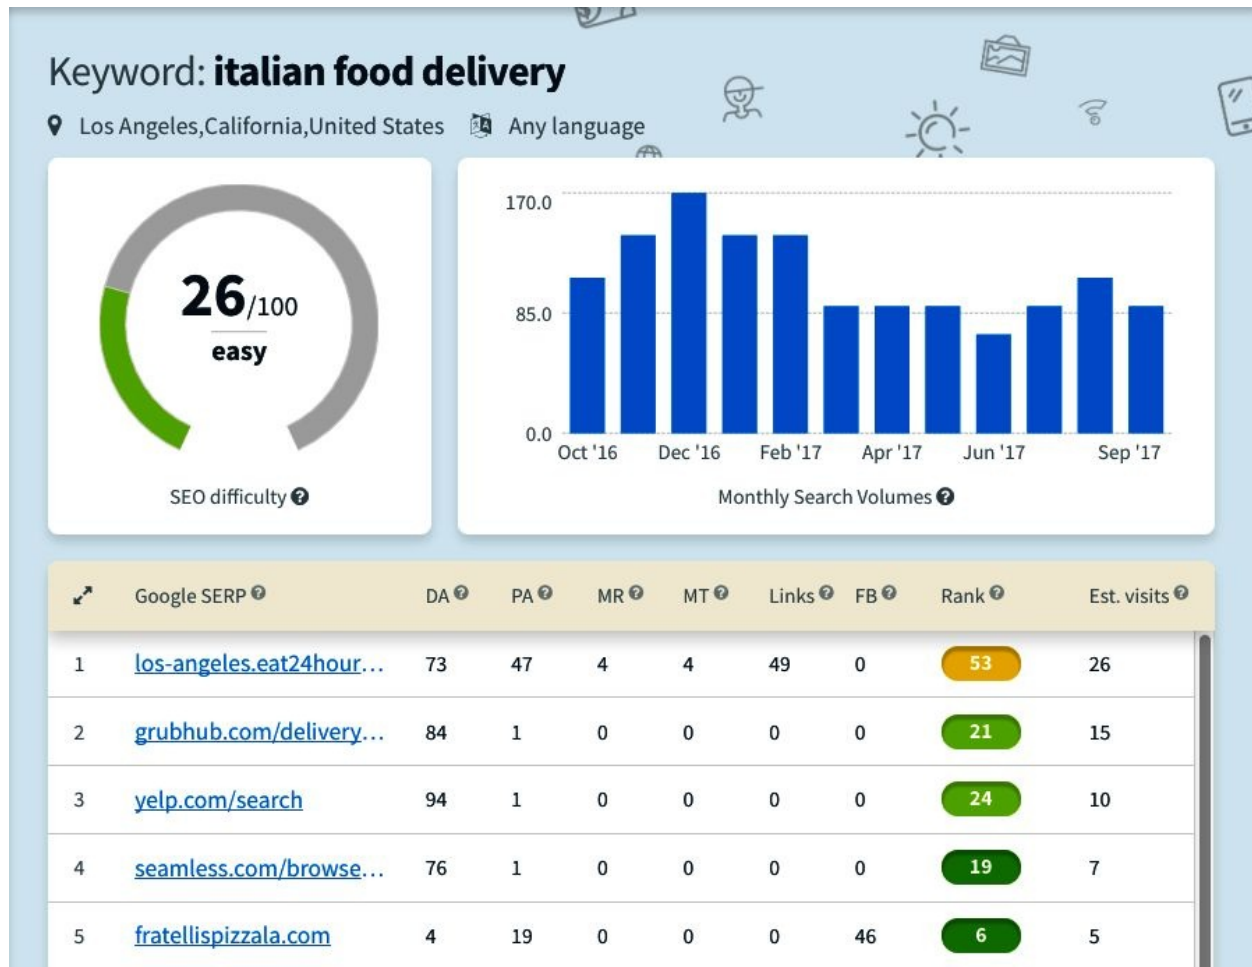 Keyword: italian food delivery
Los Angeles,California,United States Any language
26/100
easy
SEO difficulty
170.0
85.0
0.0
Oct '16 Dec '16 Feb '17 Apr '17 Jun '17 Sep '17
Monthly Search Volumes
Google SERP DA PA MR MT Links FB Rank Est. visits
1 los-angeles.eat24hour... 73 47 4 4 49 0 53 26
2 grubhub.com/delivery... 84 1 0 0 0 0 21 15
3 yelp.com/search 94 1 0 0 0 0 24 10
4 seamless.com/browse... 76 1 0 0 0 0 19 7
5 fratellispizzala.com 4 19 0 0 0 46 6 5